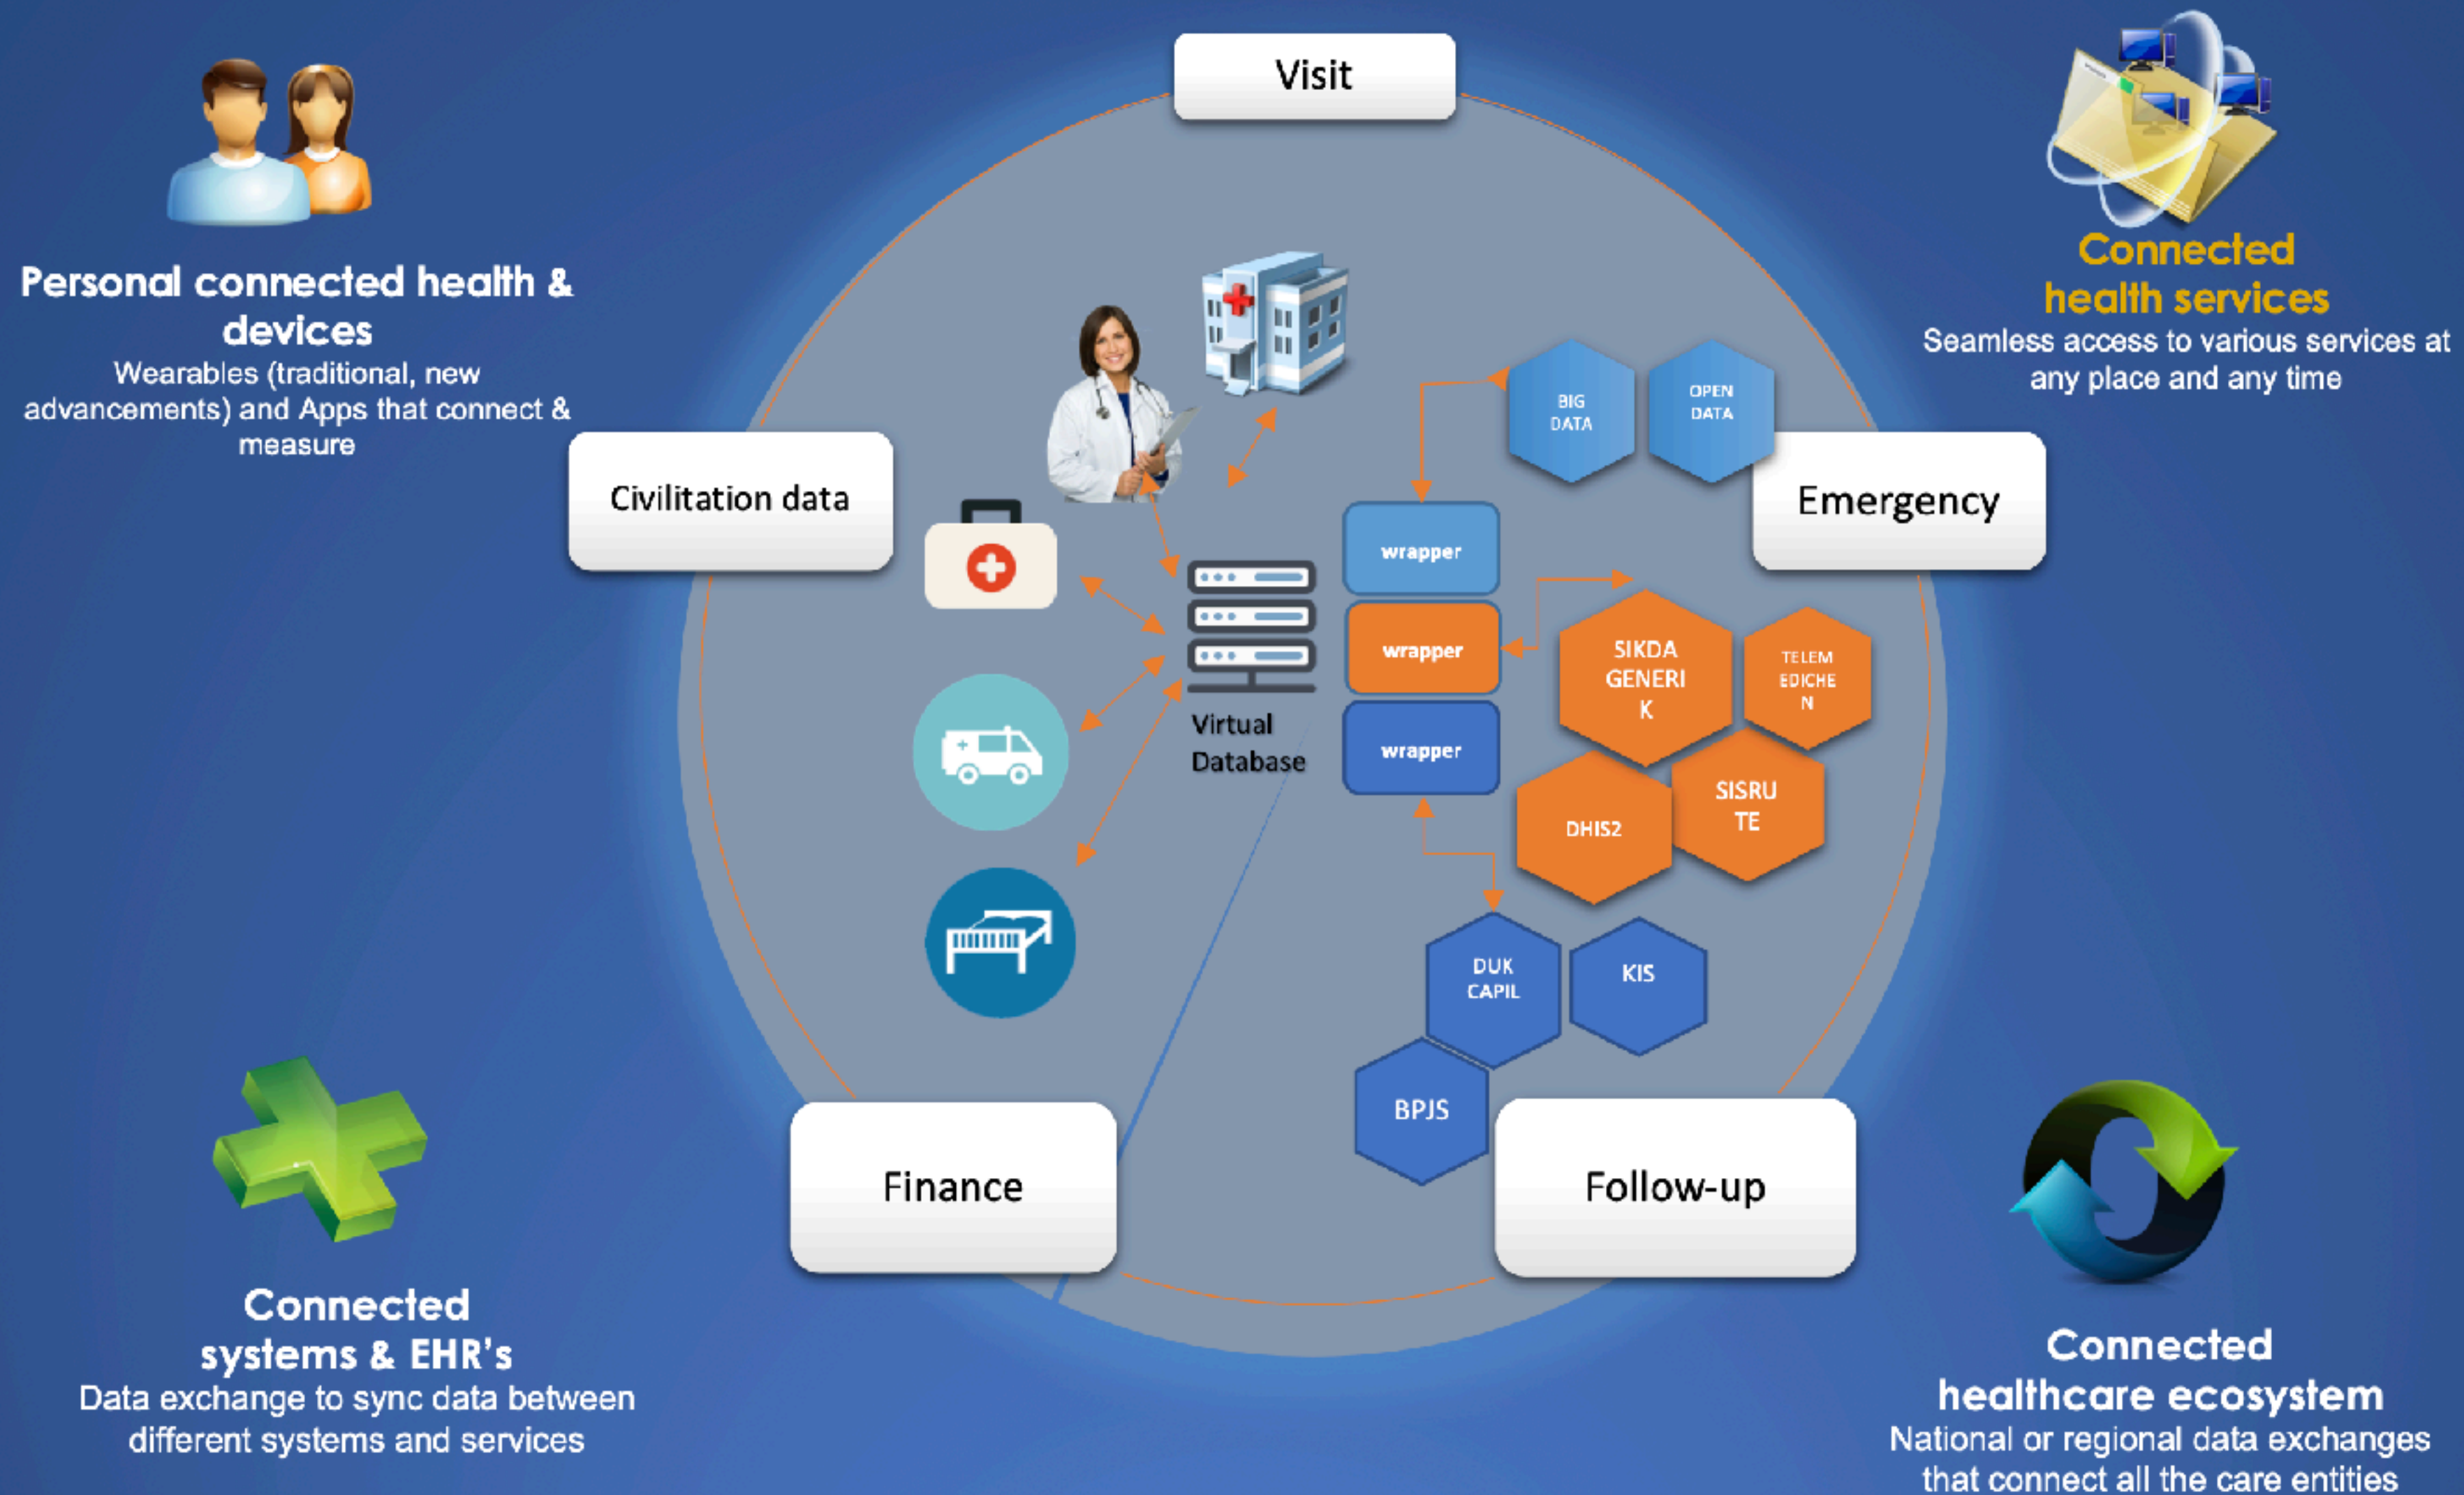 Visit
Personal connected health &
devices
Wearables (traditional, new
advancements) and Apps that connect &
measure
Connected
health services
Seamless access to various services at
any place and any time
Civilitation data
Emergency
BIG
DATA
OPEN
DATA
wrapper
wrapper
wrapper
Virtual
Database
SIKDA
GENERI
K
TELEM
EDICHE
N
DHIS2
SISRU
TE
DUK
CAPIL
KIS
BPJS
Finance
Follow-up
Connected
systems & EHR's
Data exchange to sync data between
different systems and services
Connected
healthcare ecosystem
National or regional data exchanges
that connect all the care entities